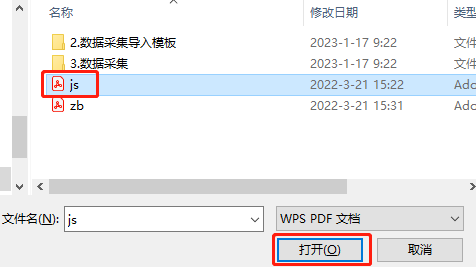 修改日期 类型
2.数据采集导入模板 2023-1-17 9:22 文件
3.数据采集 2023-1-17 9:22 文件
js 2022-3-21 15:22 Ado
zb 2022-3-21 15:31 Ado
文件名(N): js WPS PDF 文档
打开(O) 取消